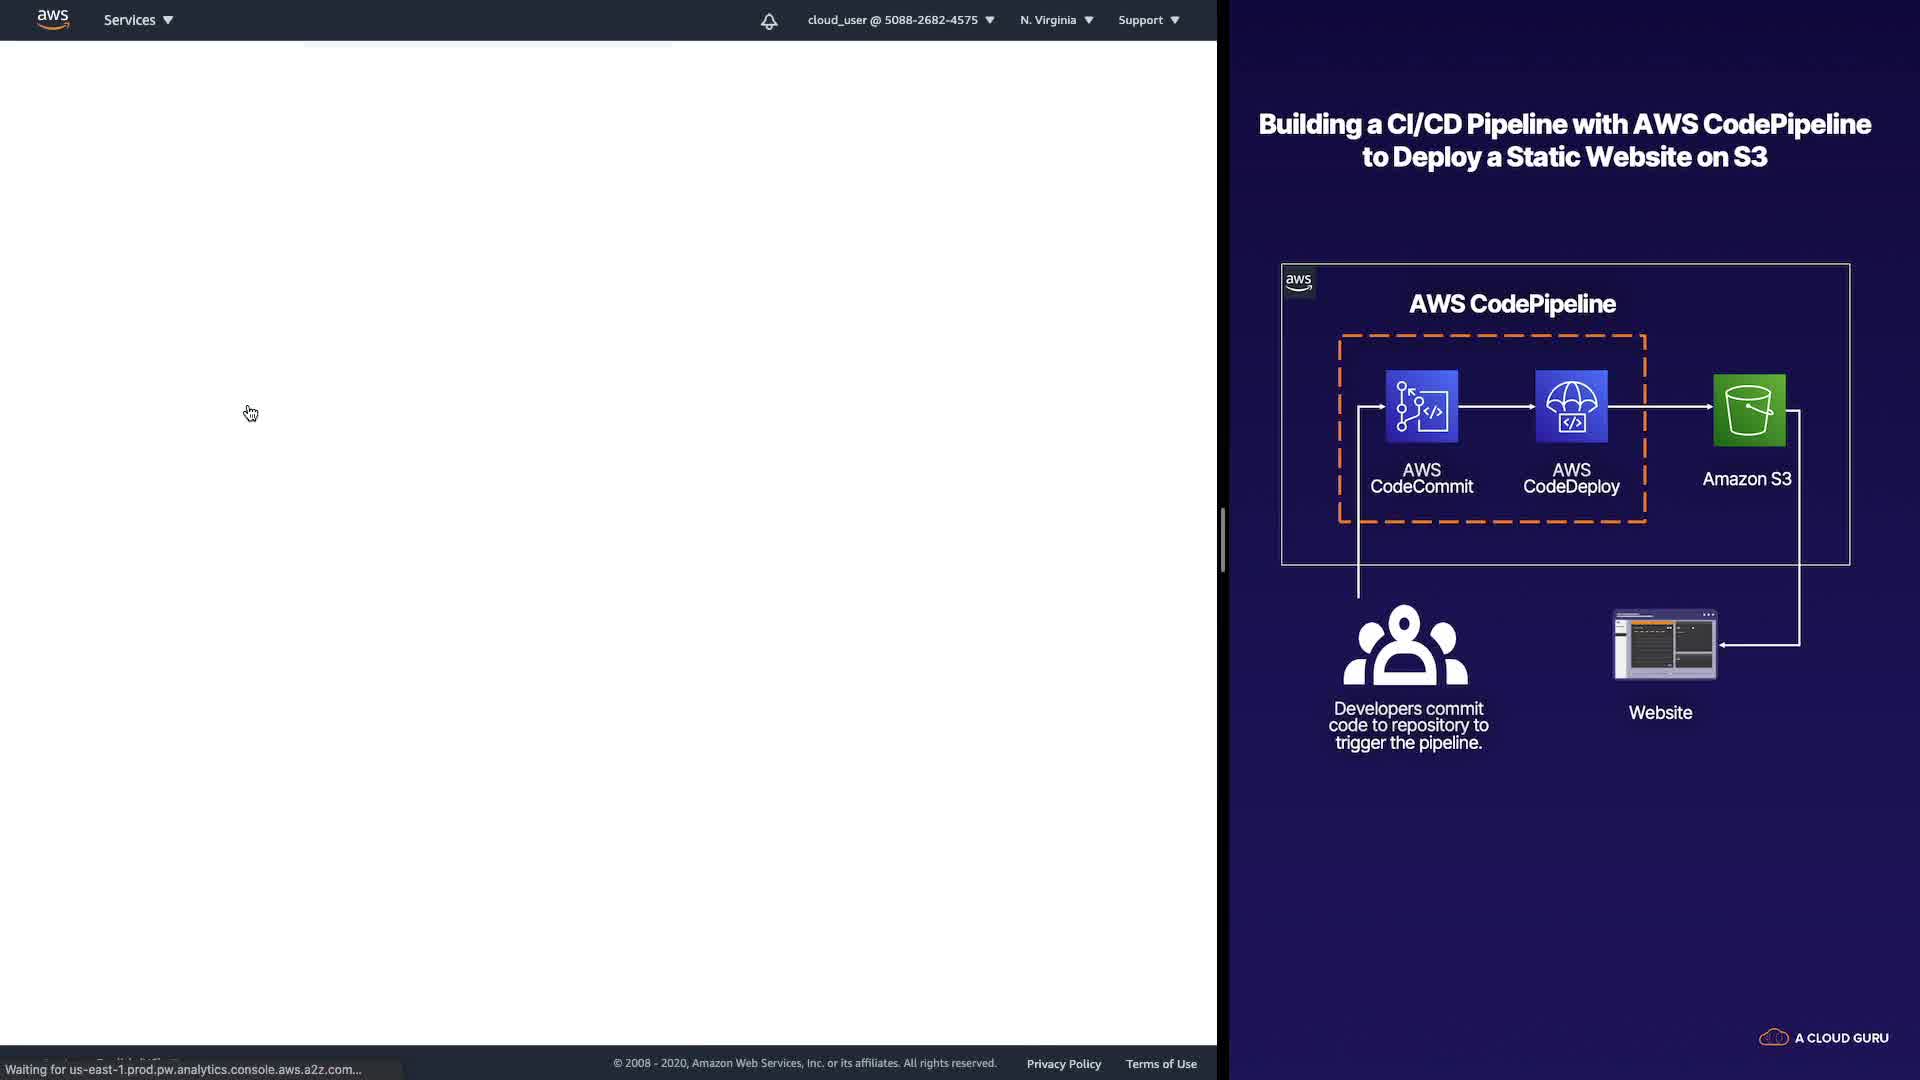 aws
Services ▼
cloud_user @ 5088-2682-4575 ▼
N. Virginia ▼
Support ▼
Building a CI/CD Pipeline with AWS CodePipeline
to Deploy a Static Website on S3
aws
AWS CodePipeline
AWS
CodeCommit
AWS
CodeDeploy
Amazon S3
Developers commit
code to repository to
trigger the pipeline.
Website
A CLOUD GURU
© 2008 - 2020, Amazon Web Services, Inc. or its affiliates. All rights reserved.
Privacy Policy
Terms of Use
Waiting for us-east-1.prod.pw.analytics.console.aws.a2z.com...